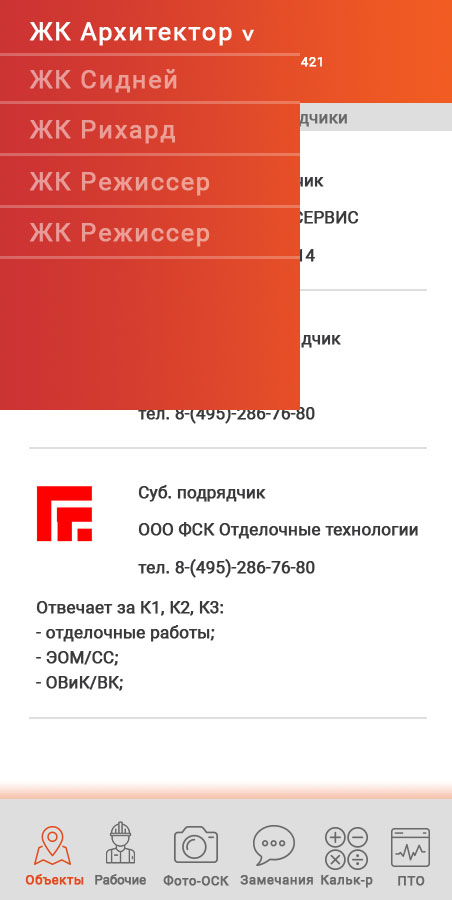 ЖК Архитектор v
421
ЖК Сидней
ЖК Рихард
ЖК Режиссер
ЖК Режиссер
дчики
чик
СЕРВИС
14
дчик
тел. 8-(495)-286-76-80
Суб. подрядчик
ООО ФСК Отделочные технологии
тел. 8-(495)-286-76-80
Отвечает за К1, К2, К3:
- отделочные работы;
- ЭОМ/СС;
- ОВиК/ВК;
Объекты Рабочие Фото-ОСК Замечания Кальк-р ПТО